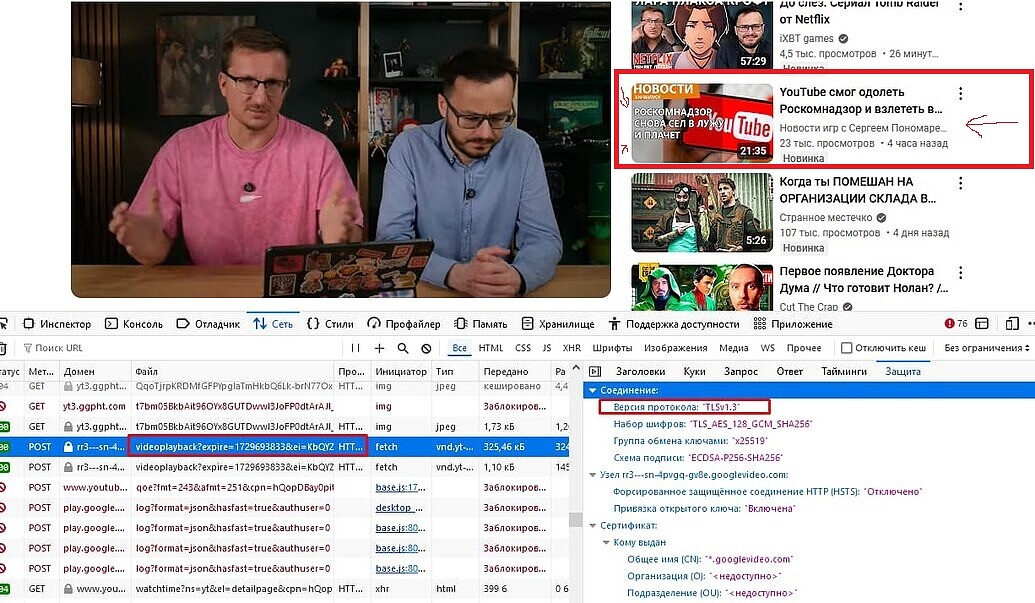 до слез. Сериал Tomb Raider
от Netflix
iXBT games
4,5 тыс. просмотров • 26 минут...
Новинка
NETFLIX
57:29
YouTube смог одолеть
Роскомнадзор и взлететь в...
Новости игр с Сергеем Пономаре...
23 тыс. просмотров • 4 часа назад
Новинка
НОВОСТИ
РОСКОМНАДЗОР
СНОВА СЕЛ В ЛУЖУ
И ПЛАЧЕТ
YouTube
21:35
Когда ты ПОМЕШАН НА
ОРГАНИЗАЦИИ СКЛАДА В...
Странное местечко
107 тыс. просмотров • 4 дня назад
Новинка
5:26
Первое появление Доктора
Дума // Что готовит Нолан? /...
Cut The Crap
Инспектор Консоль Отладчик Сеть Стили Профайлер Память Хранилище Поддержка доступности Приложение 76
Поиск URL Все HTML CSS JS XHR Шрифты Изображения Медиа WS Прочее Отключить кеш Без ограничения
татус Мет... Домен Файл Про... Инициатор Тип Передано Ра
GET yt3.ggpht.com QqoTjrpKRDMfGFPYpglaTmHkbQ6Lk-brN77Ox HTT... img jpeg кешировано 4,4
GET yt3.ggpht.com t7bm05BkbAit96OYx8GUTDwwI3JoFP0dtArAJl_ img Заблокиров...
GET yt3.ggpht.c... t7bm05BkbAit96OYx8GUTDwwI3JoFP0dtArAJl_ HTT... img jpeg 1,73 кБ 1,2
POST rr3---sn-4... videoplayback?expire=1729693833&ei=KbQYZ HTT... fetch vnd.yt-... 325,46 кБ 324
POST rr3---sn-4... videoplayback?expire=1729693833&ei=KbQYZ HTT... fetch vnd.yt-... 1,10 кБ 145
POST www.youtub... qoe?fmt=243&afmt=251&cpn=hQopDBay0pit base.js:17... Заблокиров...
POST play.google.... log?format=json&hasfast=true&authuser=0 desktop_... Заблокиров...
POST play.google.... log?format=json&hasfast=true&authuser=0 base.js:80... Заблокиров...
POST play.google.... log?format=json&hasfast=true&authuser=0 base.js:80... Заблокиров...
POST play.google.... log?format=json&hasfast=true&authuser=0 base.js:80... Заблокиров...
GET www.you... watchtime?ns=yt&el=detailpage&cpn=hQop HTT... xhr html 399 б 0 б
Заголовки Куки Запрос Ответ Тайминги Защита
Соединение:
Версия протокола: "TLSv1.3"
Набор шифров: "TLS_AES_128_GCM_SHA256"
Группа обмена ключами: "x25519"
Схема подписи: "ECDSA-P256-SHA256"
Узел rr3---sn-4pvgq-gv8e.googlevideo.com:
Форсированное защищённое соединение HTTP (HSTS): "Отключено"
Привязка открытого ключа: "Включена"
Сертификат:
Кому выдан
Общее имя (CN): "*.googlevideo.com"
Организация (O): "<недоступно>"
Подразделение (OU): "<недоступно>"